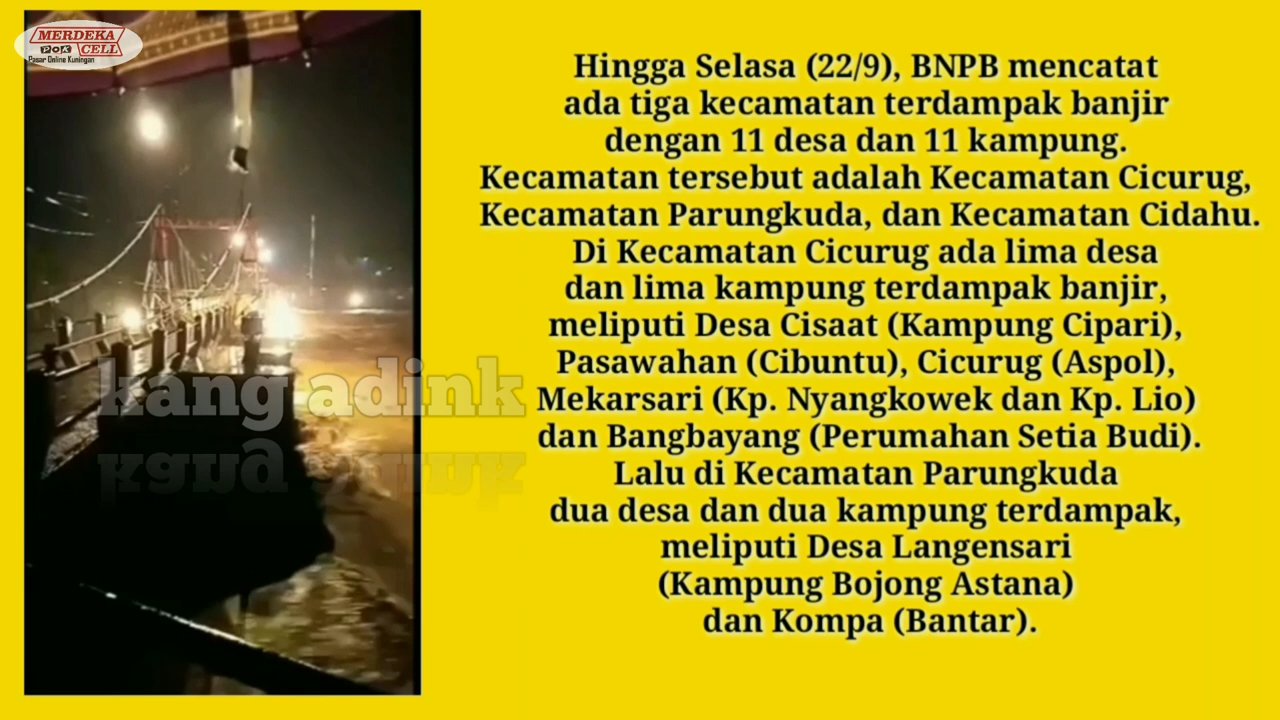 MERDEKA
POK CELL
Pasar Online Kuningan
Hingga Selasa (22/9), BNPB mencatat
ada tiga kecamatan terdampak banjir
dengan 11 desa dan 11 kampung.
Kecamatan tersebut adalah Kecamatan Cicurug,
Kecamatan Parungkuda, dan Kecamatan Cidahu.
Di Kecamatan Cicurug ada lima desa
dan lima kampung terdampak banjir,
meliputi Desa Cisaat (Kampung Cipari),
Pasawahan (Cibuntu), Cicurug (Aspol),
Mekarsari (Kp. Nyangkowek dan Kp. Lio)
dan Bangbayang (Perumahan Setia Budi).
Lalu di Kecamatan Parungkuda
dua desa dan dua kampung terdampak,
meliputi Desa Langensari
(Kampung Bojong Astana)
dan Kompa (Bantar).
kang adink